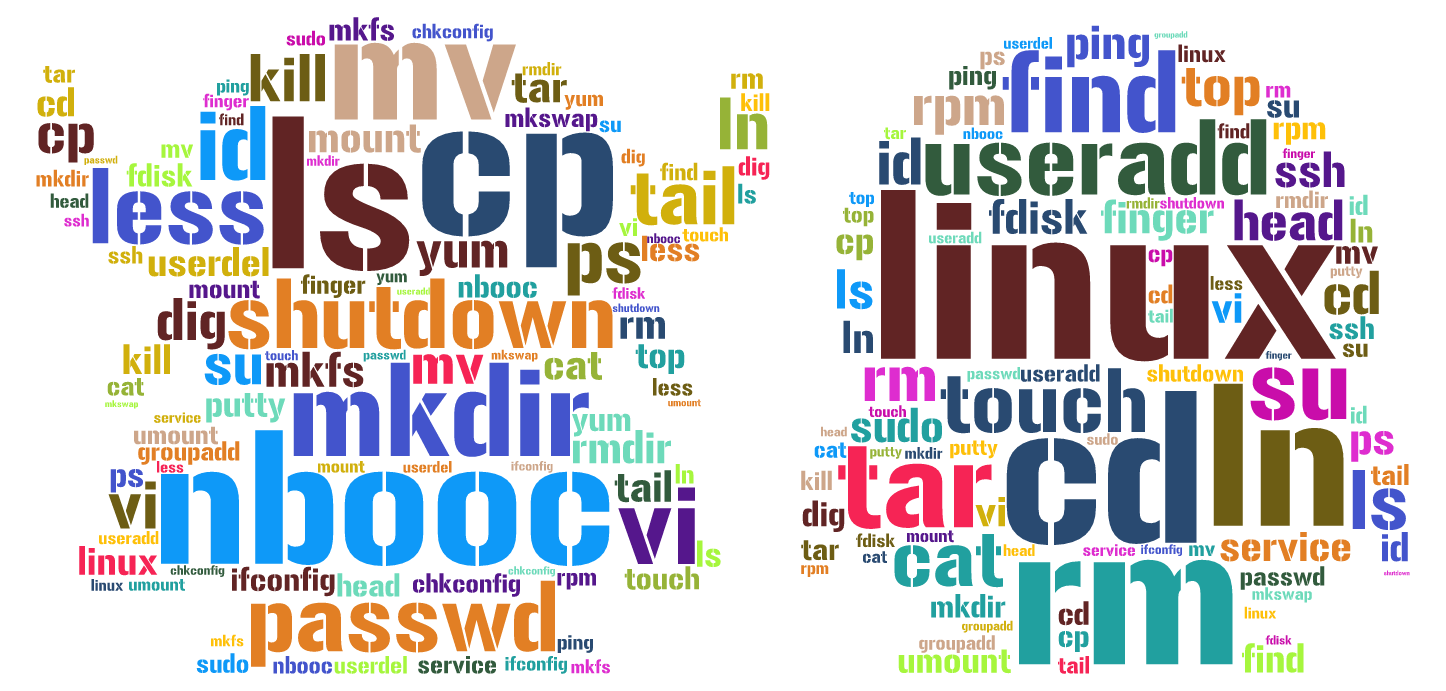 mkfs
sudo
chkconfig
mv
kill
rmdir
tar
tar
rm
ping
cd
finger
yum
kill
id
find
mkswap
su
ln
cp
ls
mount
cp
mv
passwd
mkdir
dig
dig
fdisk
find
mkdir
less
tail
ls
head
ssh
vi
touch
yum
nbooc
less
ssh
userdel
ps
mount
finger
yum
nbooc
useradd
fdisk
shutdown
shutdown
dig
rm
kill
su
touch
mkfs
passwd
mv
mkswap
cat
top
cat
less
mkswap
putty
mkdir
umount
service
yum
umount
groupadd
rmdir
ps
less
nbooc
mount
userdel
ifconfig
tail
ln
vi
vi
useradd
linux
ls
chkconfig
ifconfig
head
chkconfig
chkconfig
rpm
touch
linux
umount
passwd
mkfs
ping
sudo
nbooc
userdel
service
ifconfig
mkfs
groupadd
ping
userdel
linux
ps
find
ping
top
rm
rpm
su
tar
nbooc
find
rpm
id
useradd
finger
ssh
linux
top
fdisk
finger
rmdir
shutdown
head
rmdir
id
top
ln
cp
useradd
cp
mv
putty
ls
cd
less
vi
cd
tail
ssh
ln
finger
su
rm
passwd
useradd
shutdown
su
touch
touch
cd
ln
id
head
sudo
sudo
ps
cat
putty
mkdir
putty
tar
kill
tail
dig
vi
ls
tar
fdisk
mount
cat
head
service
ifconfig
mv
service
id
rpm
cat
rm
passwd
shutdown
mkdir
cd
mkswap
groupadd
linux
groupadd
cp
fdisk
umount
tail
find